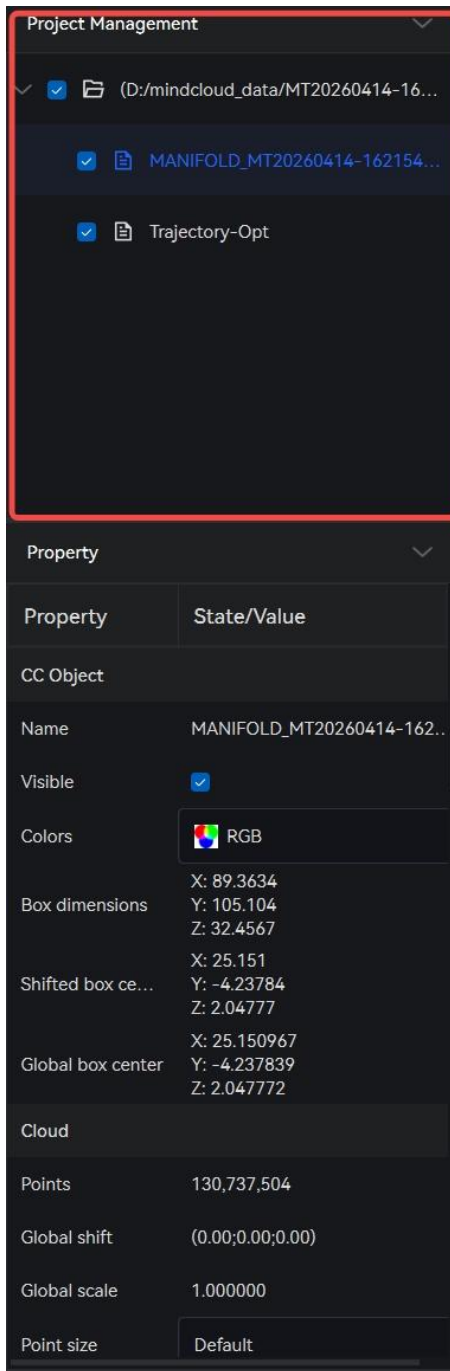 Project Management
(D:/mindcloud_data/MT20260414-16...
MANIFOLD_MT20260414-162154...
Trajectory-Opt
Property
Property State/Value
CC Object
Name MANIFOLD_MT20260414-162..
Visible
Colors RGB
Box dimensions
X: 89.3634
Y: 105.104
Z: 32.4567
Shifted box ce...
X: 25.151
Y: -4.23784
Z: 2.04777
Global box center
X: 25.150967
Y: -4.237839
Z: 2.047772
Cloud
Points 130,737,504
Global shift (0.00;0.00;0.00)
Global scale 1.000000
Point size Default